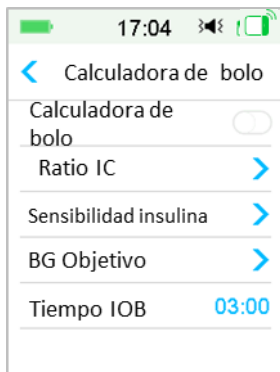 17:04
Calculadora de bolo
Calculadora de
bolo
Ratio IC
Sensibilidad insulina
BG Objetivo
Tiempo IOB 03:00